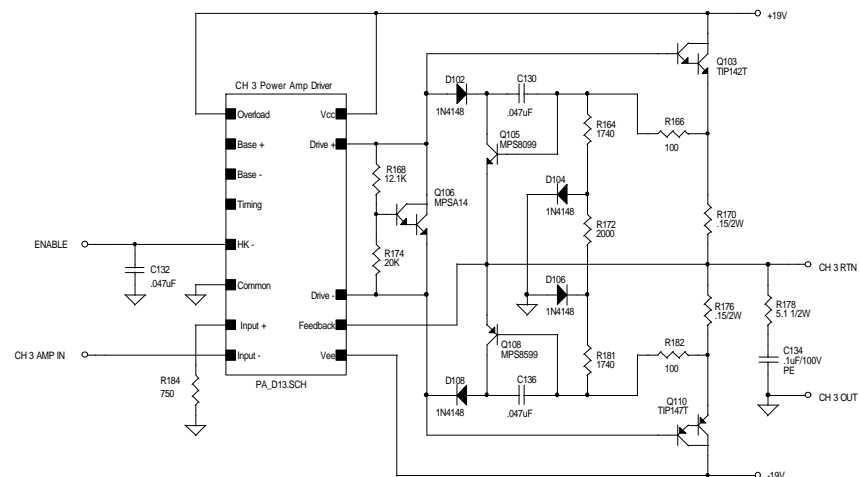 +19V
Q103
TIP142T
CH 3 Power Amp Driver
D102
1N4148
C130
.047uF
Overload
Vcc
Base +
Drive +
Base -
Timing
HK -
Common
Drive -
Input +
Feedback
Input -
Vee
PA_D13.SCH
R168
12.1K
Q106
MPSA14
R174
20K
Q105
MPS8099
R164
1740
R166
100
D104
1N4148
R172
2000
R170
.15/2W
ENABLE
C132
.047uF
CH 3 RTN
D106
1N4148
R176
.15/2W
R178
5.1 1/2W
Q108
MPS8599
R181
1740
R182
100
C134
.1uF/100V
PE
CH 3 AMP IN
R184
750
D108
1N4148
C136
.047uF
Q110
TIP147T
CH 3 OUT
-19V